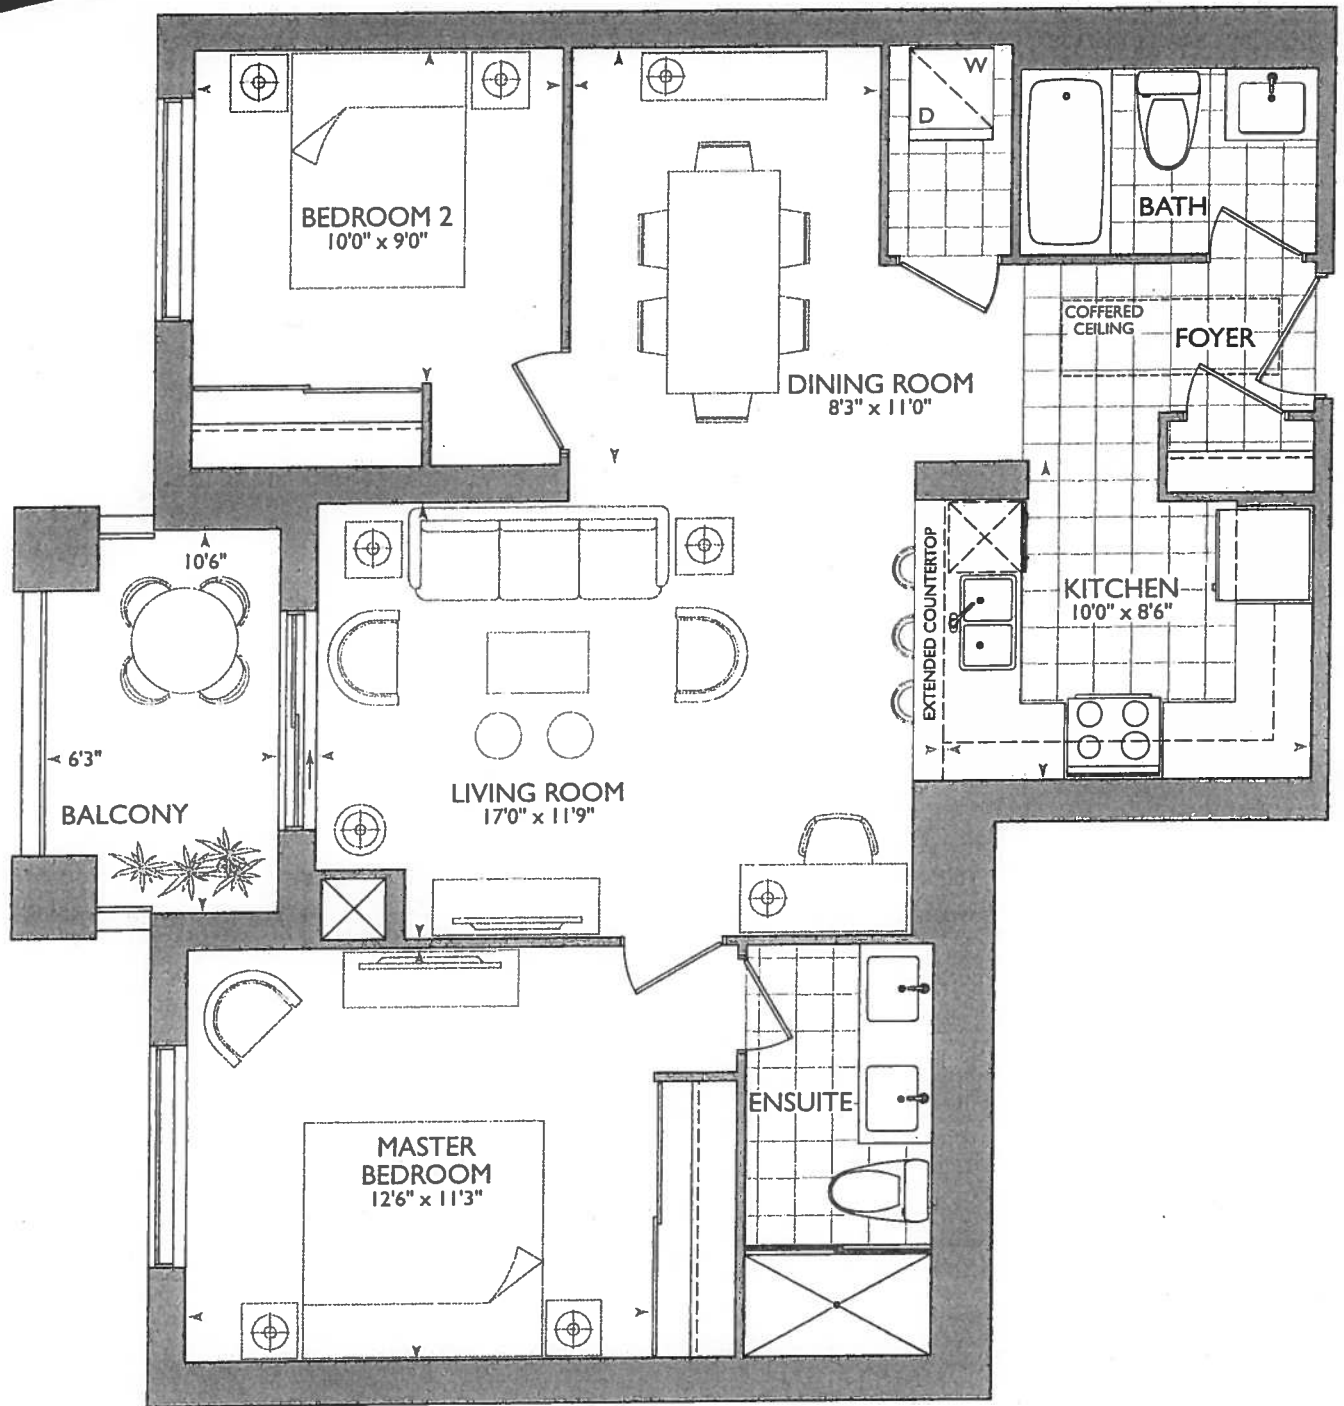 W
D
BATH
BEDROOM 2
10'0" x 9'0"
COFFERED
CEILING
FOYER
DINING ROOM
8'3" x 11'0"
10'6"
EXTENDED COUNTERTOP
KITCHEN
10'0" x 8'6"
6'3"
BALCONY
LIVING ROOM
17'0" x 11'9"
ENSUITE
MASTER
BEDROOM
12'6" x 11'3"